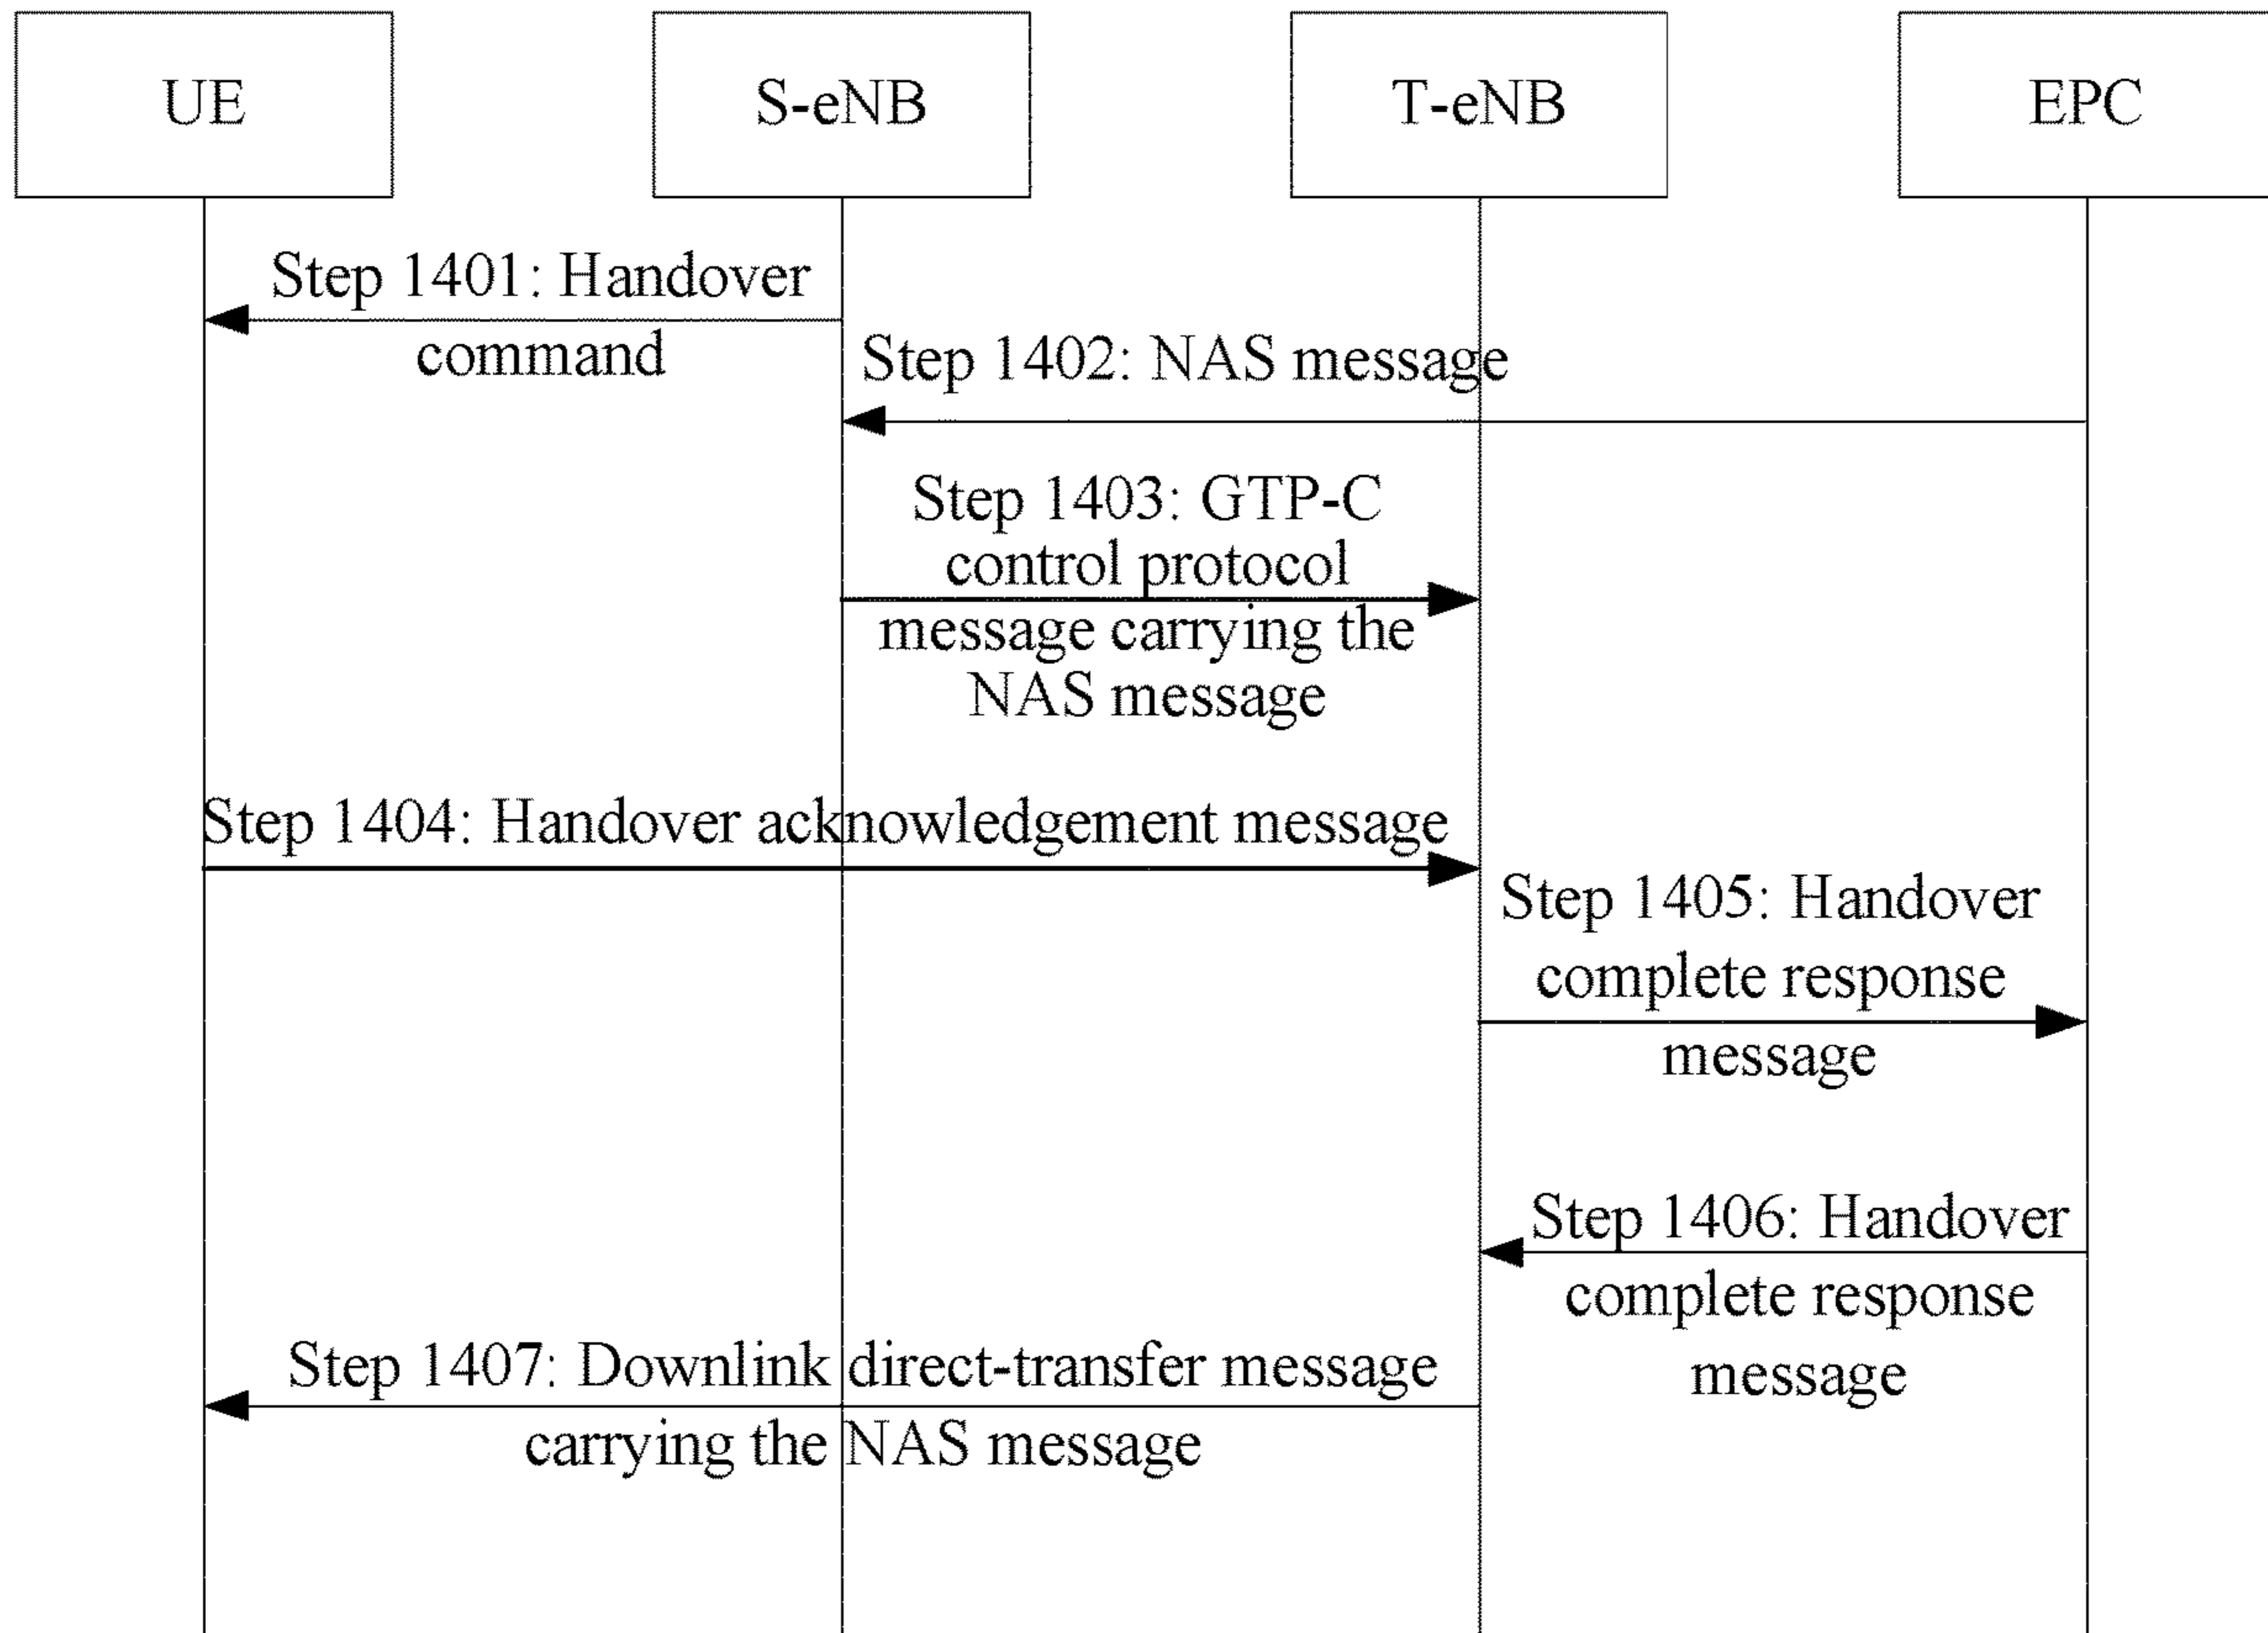 UE
S-eNB
T-eNB
EPC
Step 1401: Handover
command
Step 1402: NAS message
Step 1403: GTP-C
control protocol
message carrying the
NAS message
Step 1404: Handover acknowledgement message
Step 1405: Handover
complete response
message
Step 1406: Handover
complete response
message
Step 1407: Downlink direct-transfer message
carrying the NAS message